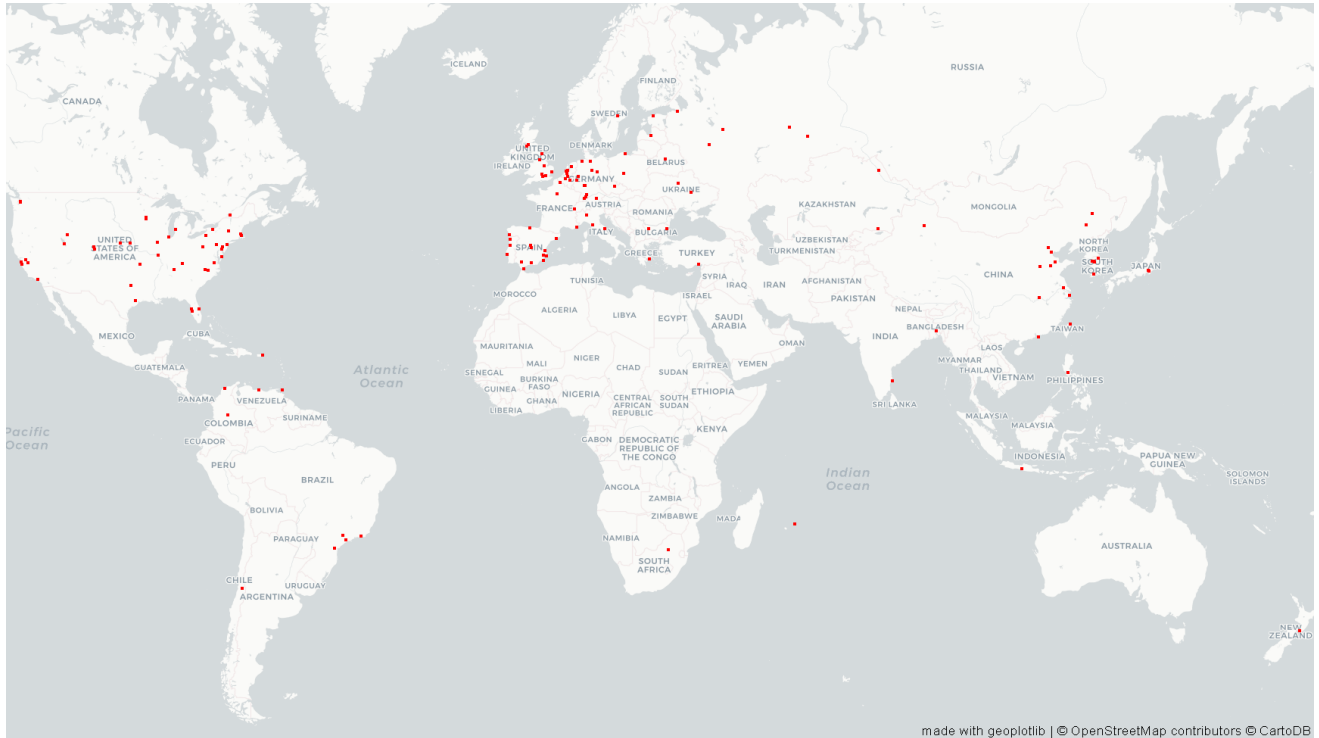 ICELAND
RUSSIA
FINLAND
CANADA
SWEDEN
DENMARK
UNITED
KINGDOM
IRELAND
BELARUS
GERMANY
UKRAINE
KAZAKHSTAN
MONGOLIA
FRANCE
AUSTRIA
ROMANIA
BULGARIA
ITALY
SPAIN
UNITED
STATES OF
AMERICA
UZBEKISTAN
TURKMENISTAN
NORTH
KOREA
GREECE
TURKEY
SOUTH
KOREA
JAPAN
CHINA
SYRIA
TUNISIA
IRAQ
IRAN
AFGHANISTAN
MOROCCO
ISRAEL
PAKISTAN
ALGERIA
LIBYA
EGYPT
SAUDI
ARABIA
NEPAL
BANGLADESH
TAIWAN
MEXICO
CUBA
INDIA
OMAN
MAURITANIA
LAOS
MYANMAR
GUATEMALA
Atlantic
Ocean
MALI
NIGER
CHAD
SUDAN
ERITREA
YEMEN
THAILAND
VIETNAM
PHILIPPINES
SENEGAL
BURKINA
FASO
GUINEA
GHANA
NIGERIA
CENTRAL
AFRICAN
REPUBLIC
SOUTH
SUDAN
ETHIOPIA
PANAMA
VENEZUELA
LIBERIA
SRI LANKA
SURINAME
COLOMBIA
MALAYSIA
MALAYSIA
Pacific
Ocean
ECUADOR
GABON
DEMOCRATIC
REPUBLIC OF
THE CONGO
KENYA
INDONESIA
PAPUA NEW
GUINEA
PERU
BRAZIL
Indian
Ocean
SOLOMON
ISLANDS
ANGOLA
ZAMBIA
BOLIVIA
ZIMBABWE
MADA
PARAGUAY
NAMIBIA
AUSTRALIA
SOUTH
AFRICA
CHILE
URUGUAY
ARGENTINA
NEW
ZEALAND
made with geoplotlib | © OpenStreetMap contributors © CartoDB